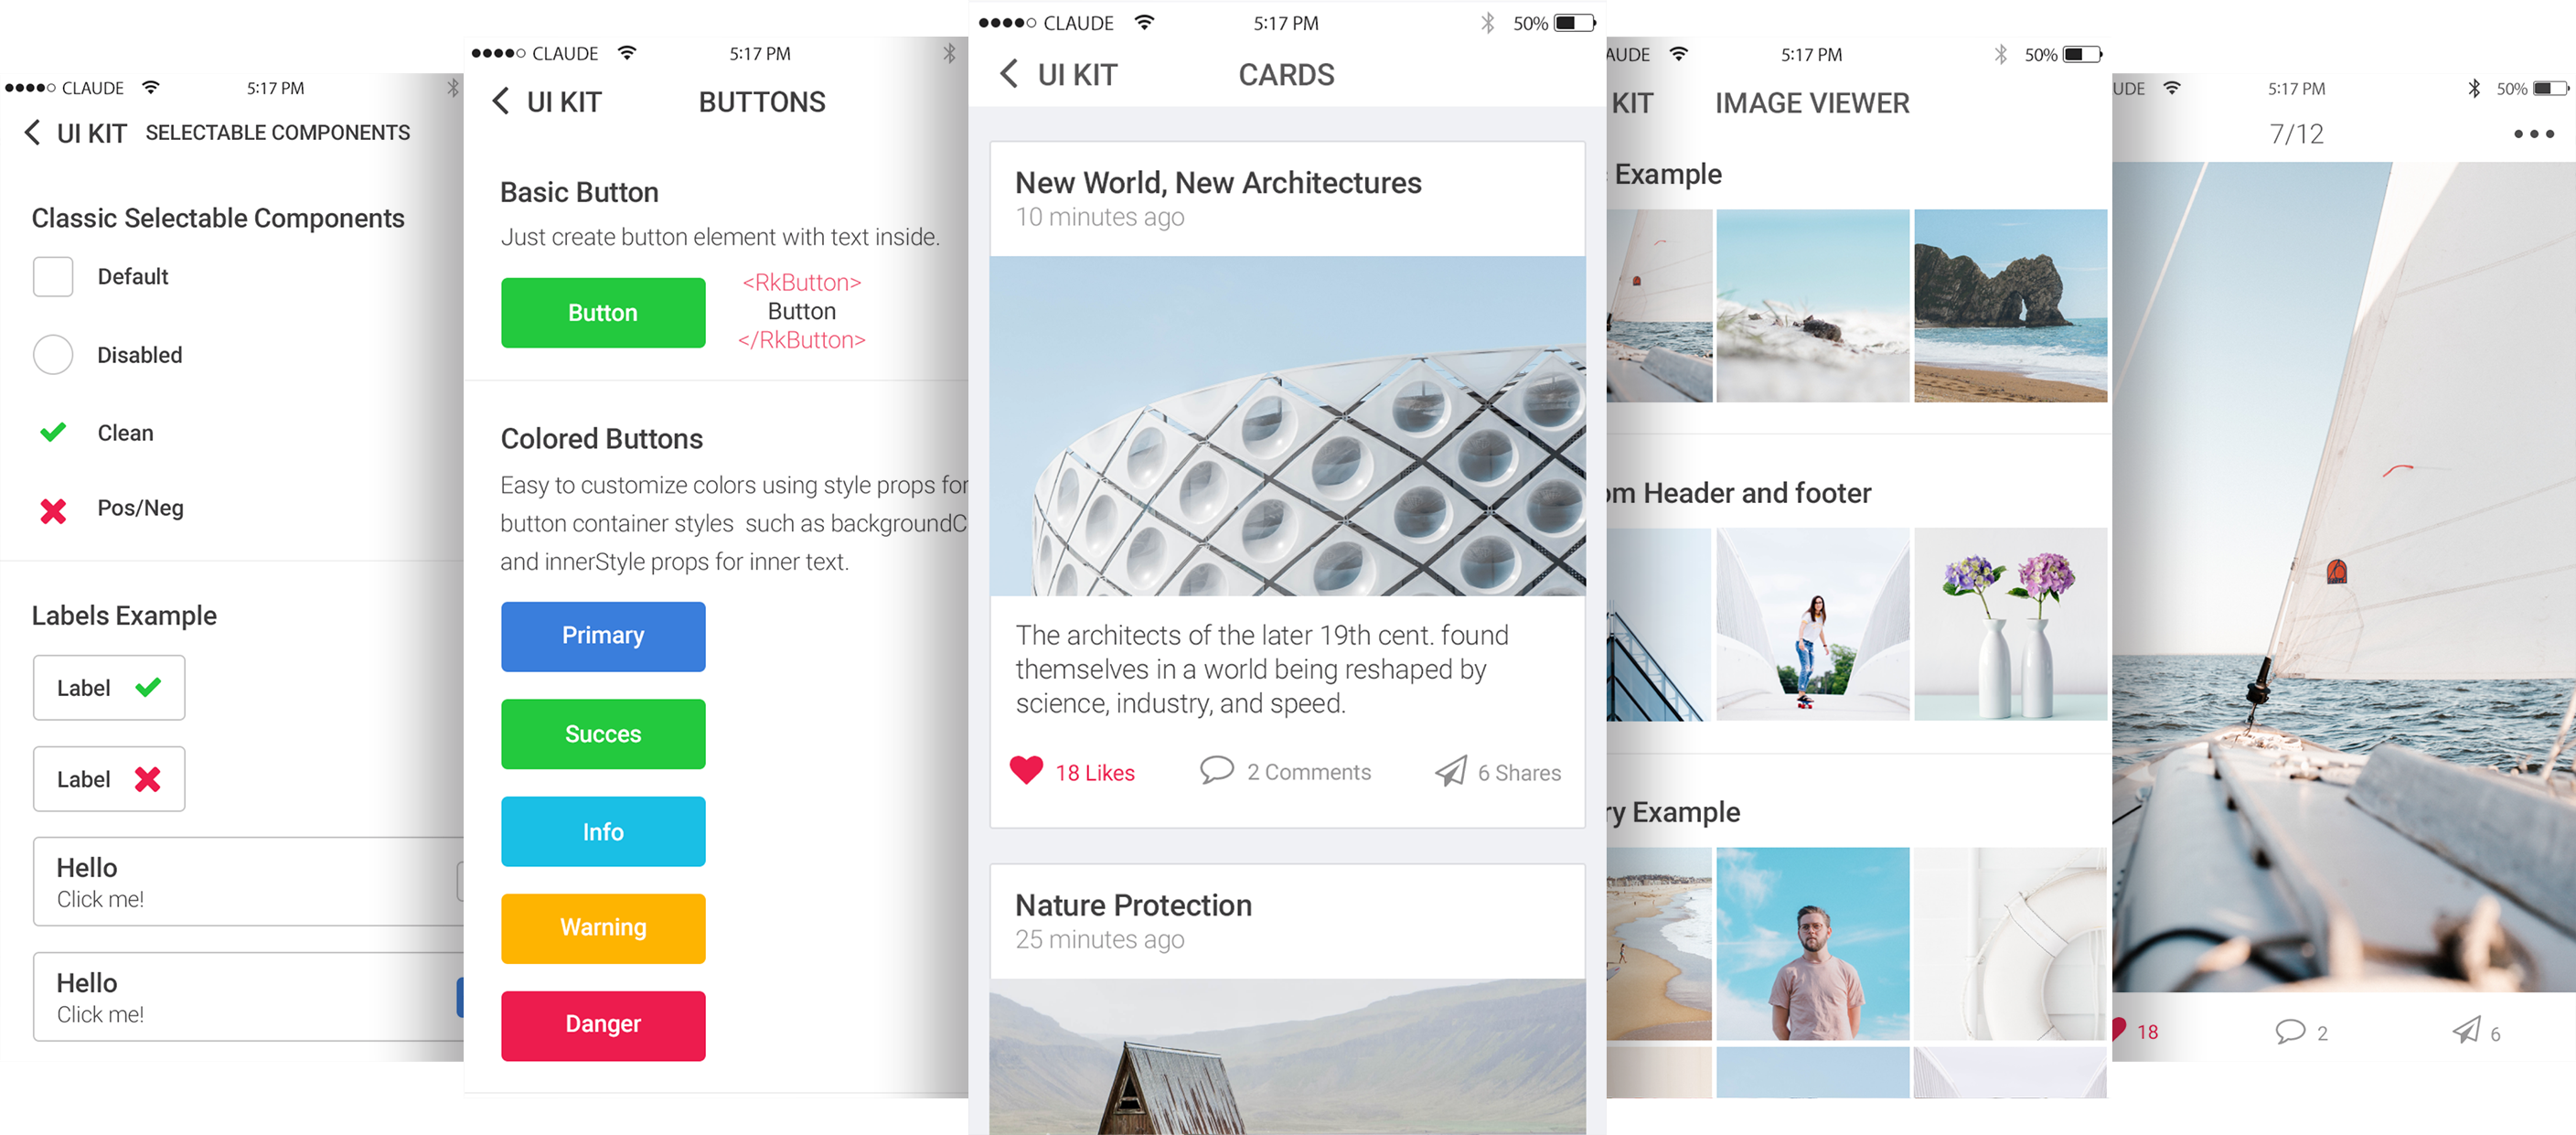 CLAUDE 5:17 PM
UI KIT SELECTABLE COMPONENTS
Classic Selectable Components
Default
Disabled
Clean
Pos/Neg
Labels Example
Label
Label
Hello
Click me!
Hello
Click me!
CLAUDE 5:17 PM
UI KIT BUTTONS
Basic Button
Just create button element with text inside.
Button
<RkButton>
Button
</RkButton>
Colored Buttons
Easy to customize colors using style props for
button container styles such as backgroundC
and innerStyle props for inner text.
Primary
Succes
Info
Warning
Danger
CLAUDE 5:17 PM 50%
UI KIT CARDS
New World, New Architectures
10 minutes ago
The architects of the later 19th cent. found
themselves in a world being reshaped by
science, industry, and speed.
18 Likes 2 Comments 6 Shares
Nature Protection
25 minutes ago
AUDE 5:17 PM 50%
KIT IMAGE VIEWER
Example
om Header and footer
ry Example
UDE 5:17 PM 50%
7/12
18 2 6